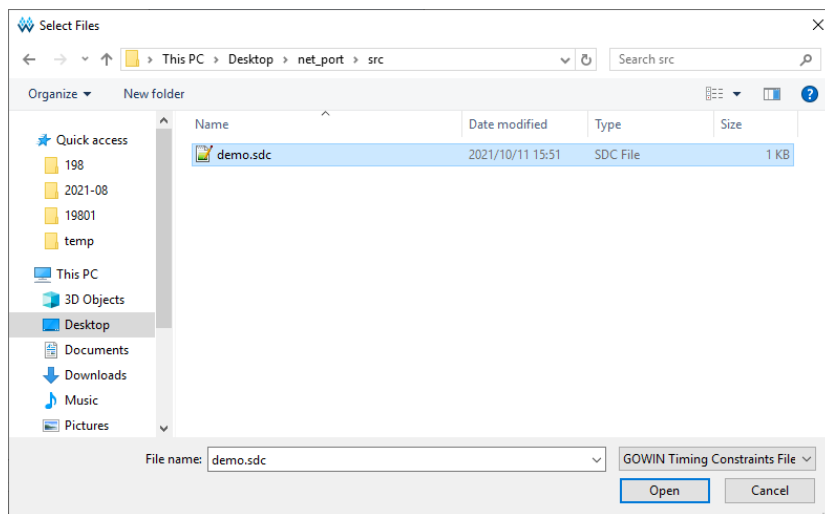 Select Files
This PC > Desktop > net_port > src
Search src
Organize
New folder
Name
Date modified
Type
Size
Quick access
198
2021-08
19801
temp
This PC
3D Objects
Desktop
Documents
Downloads
Music
Pictures
demo.sdc
2021/10/11 15:51
SDC File
1 KB
File name:
demo.sdc
GOWIN Timing Constraints File
Open
Cancel